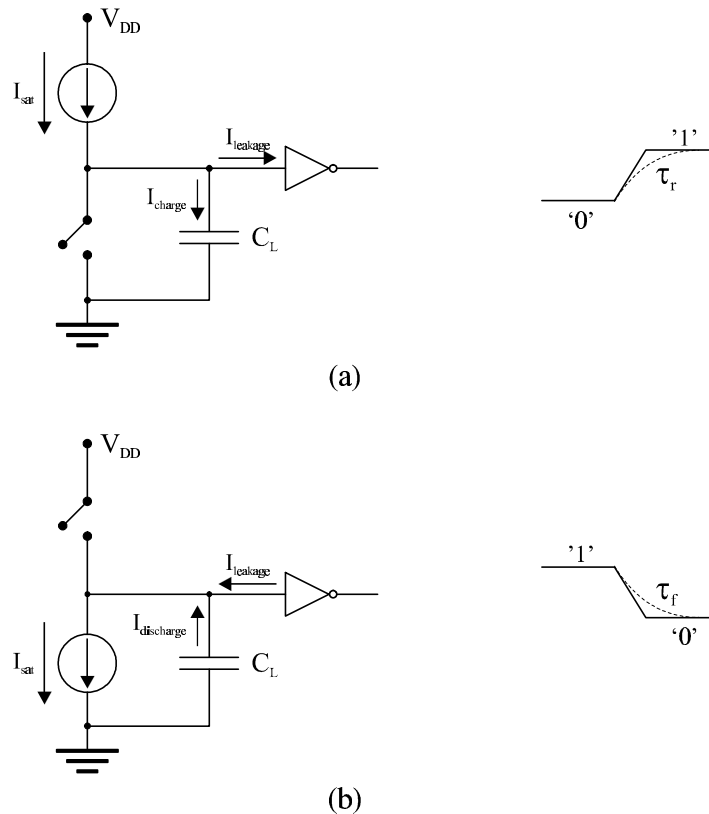 V_DD
I_sat
I_leakage
I_charge
C_L
’1’
τ_r
‘0’
(a)
V_DD
I_leakage
I_discharge
I_sat
C_L
’1’
τ_f
‘0’
(b)